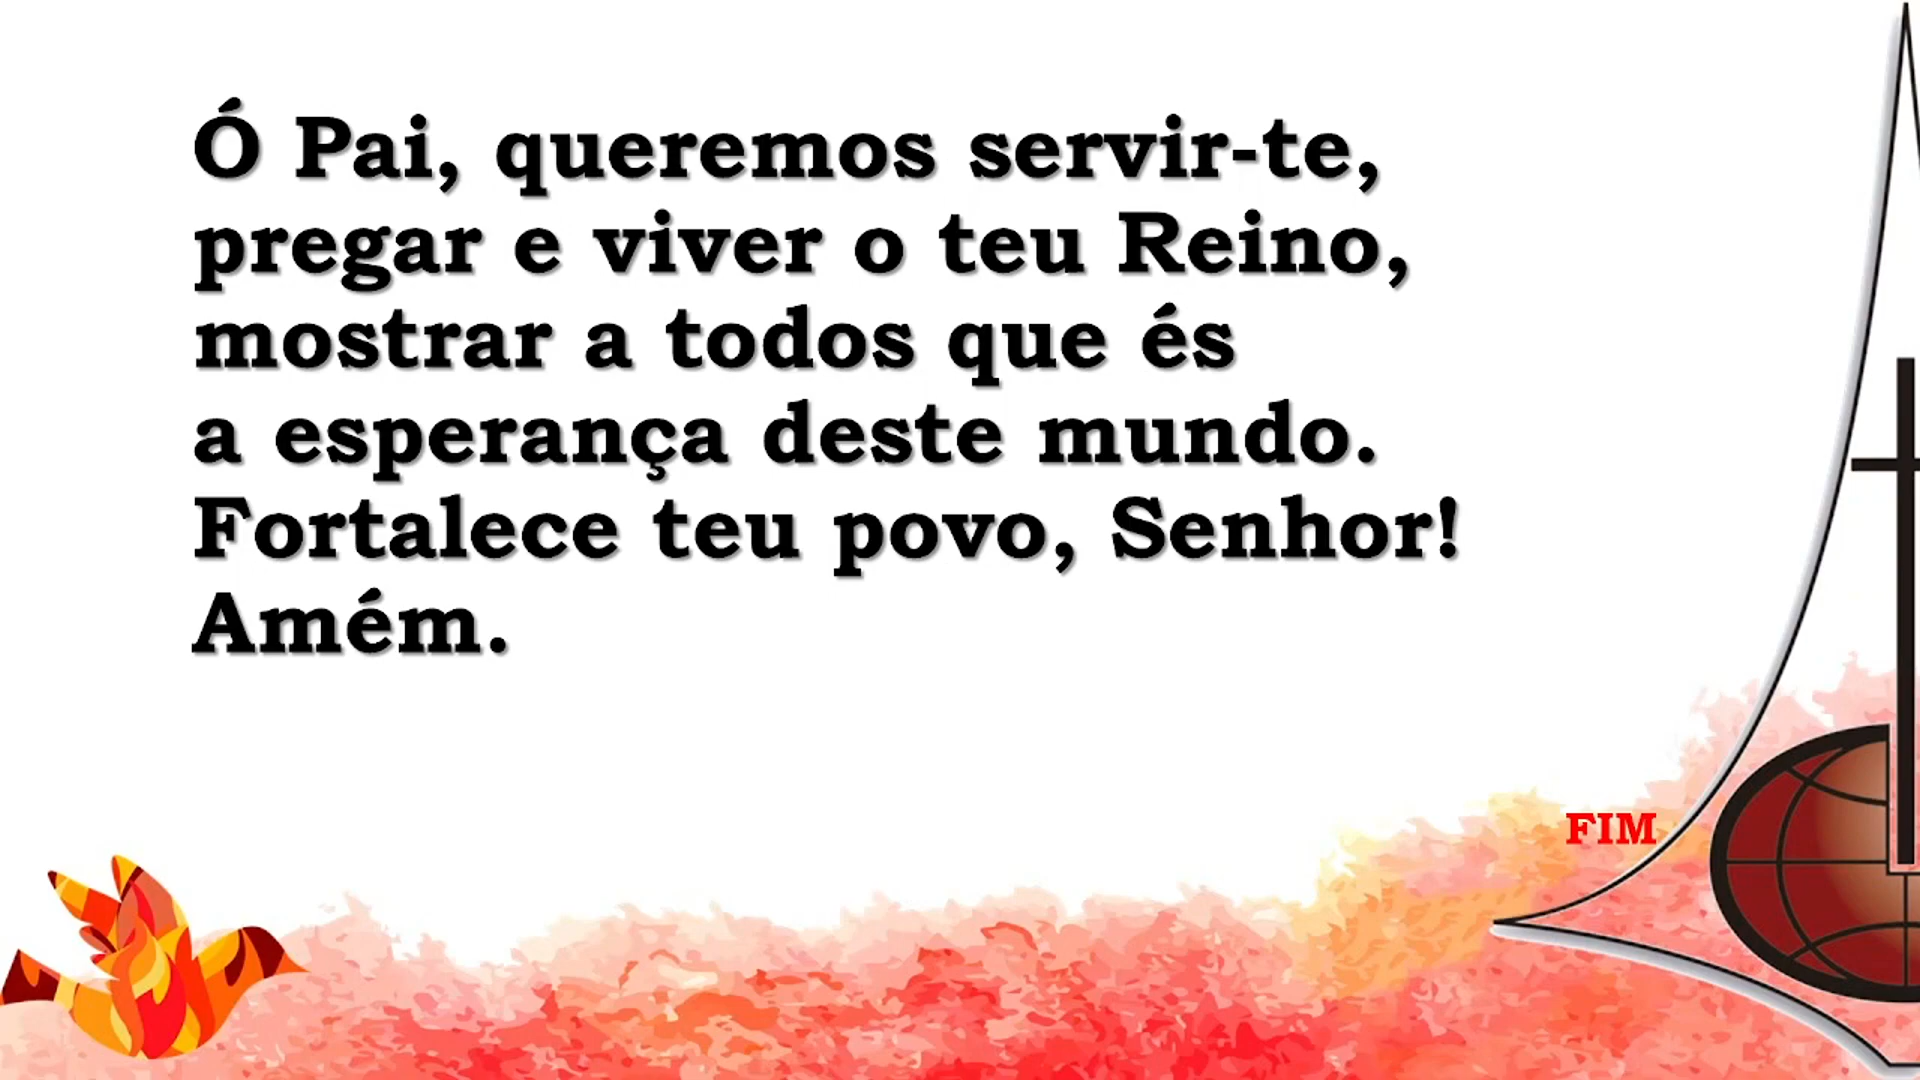 Ó Pai, queremos servir-te,
pregar e viver o teu Reino,
mostrar a todos que és
a esperança deste mundo.
Fortalece teu povo, Senhor!
Amém.
FIM